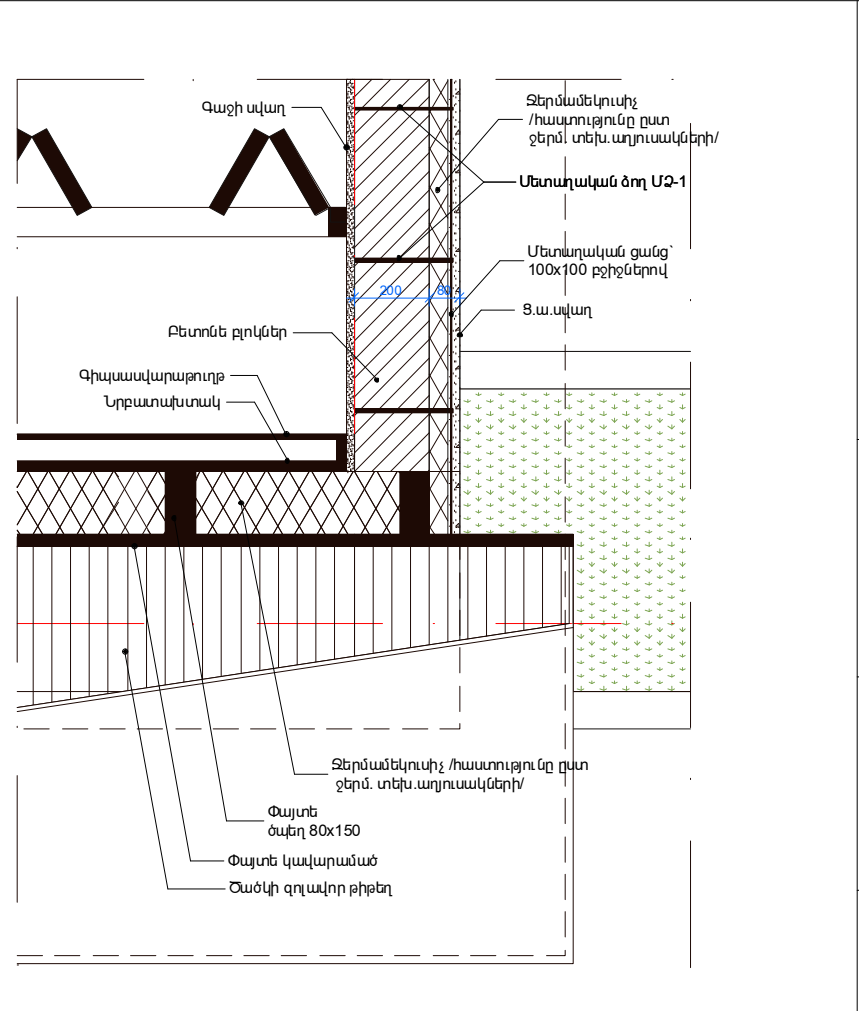 Գաջի սվաղ
Ջերմամեկուսիչ
/հաստությունը ըստ
ջերմ. տեխ.աղյուսակների/
Մետաղական ձող ՄՁ-1
Մետաղական ցանց՝
100x100 բջիջներով
200
80
Ց.ա.սվաղ
Բետոնե բլոկներ
Գիպսասվարաթուղթ
Նրբատախտակ
Ջերմամեկուսիչ /հաստությունը ըստ
ջերմ. տեխ.աղյուսակների/
Փայտե
ծպեղ 80x150
Փայտե կավարամած
Ծածկի զոլավոր թիթեղ